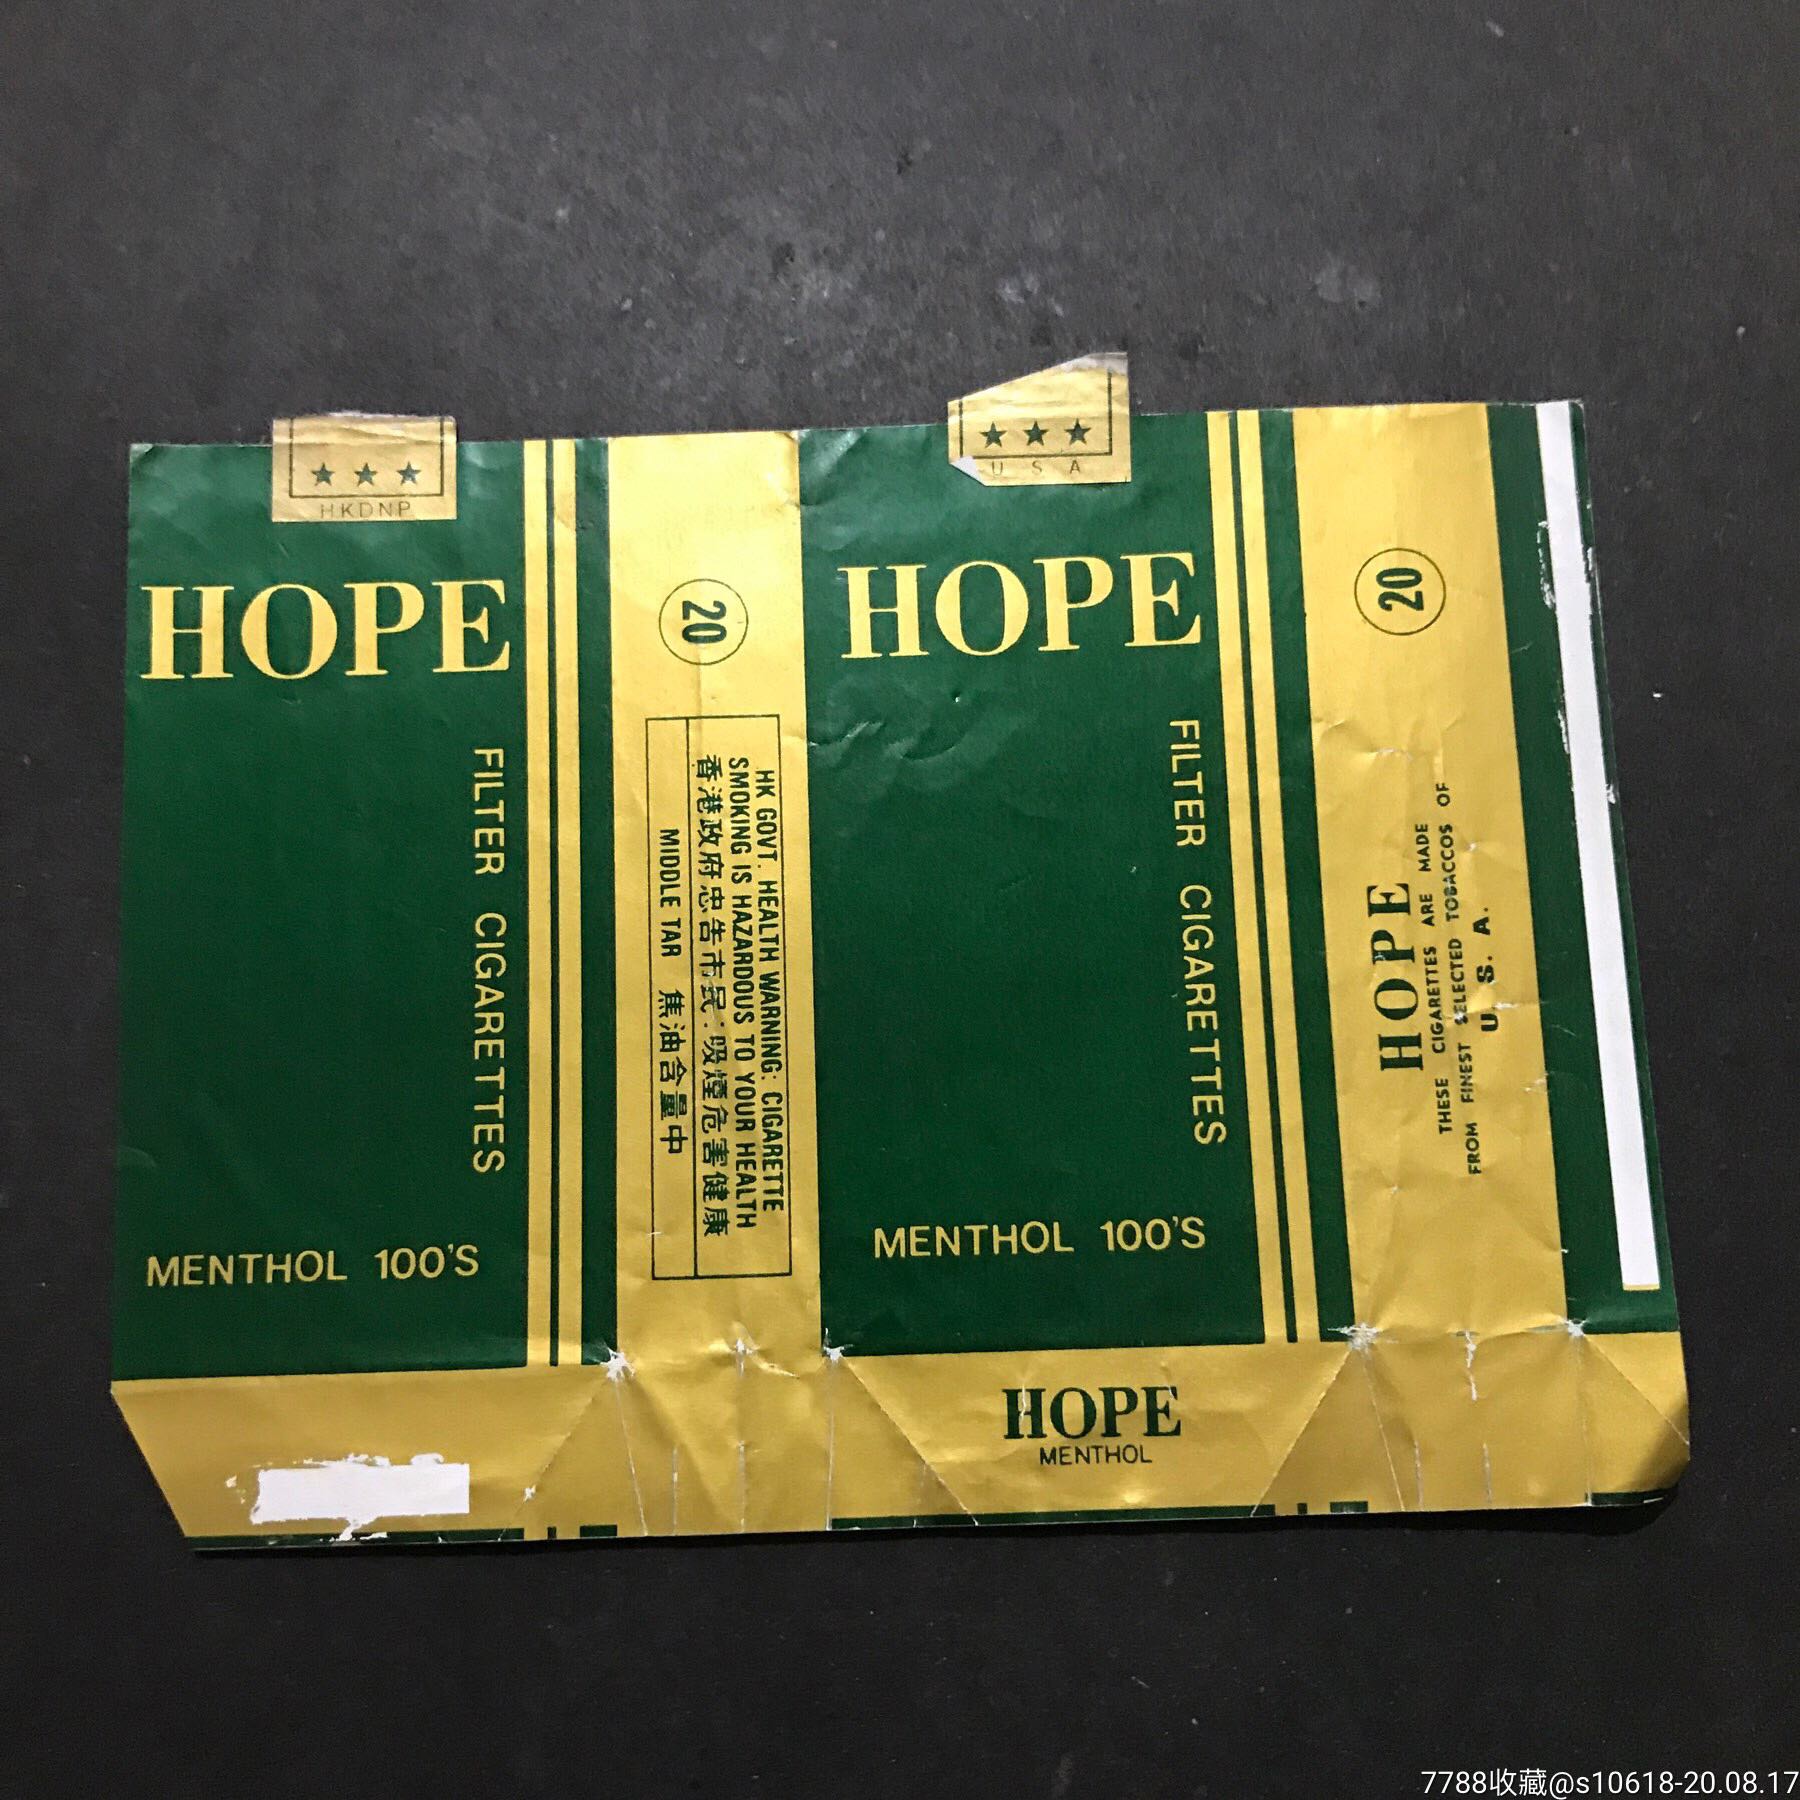 ★★★
HKDNP
HOPE
FILTER CIGARETTES
MENTHOL 100'S
20
HK GOVT. HEALTH WARNING: CIGARETTE
SMOKING IS HAZARDOUS TO YOUR HEALTH
香港政府忠告市民：吸煙危害健康
MIDDLE TAR 焦油含量中
★★★
U S A
HOPE
FILTER CIGARETTES
MENTHOL 100'S
HOPE
MENTHOL
20
HOPE
THESE CIGARETTES ARE MADE
FROM FINEST SELECTED TOBACCOS OF
U. S. A.
7788收藏@s10618-20.08.17